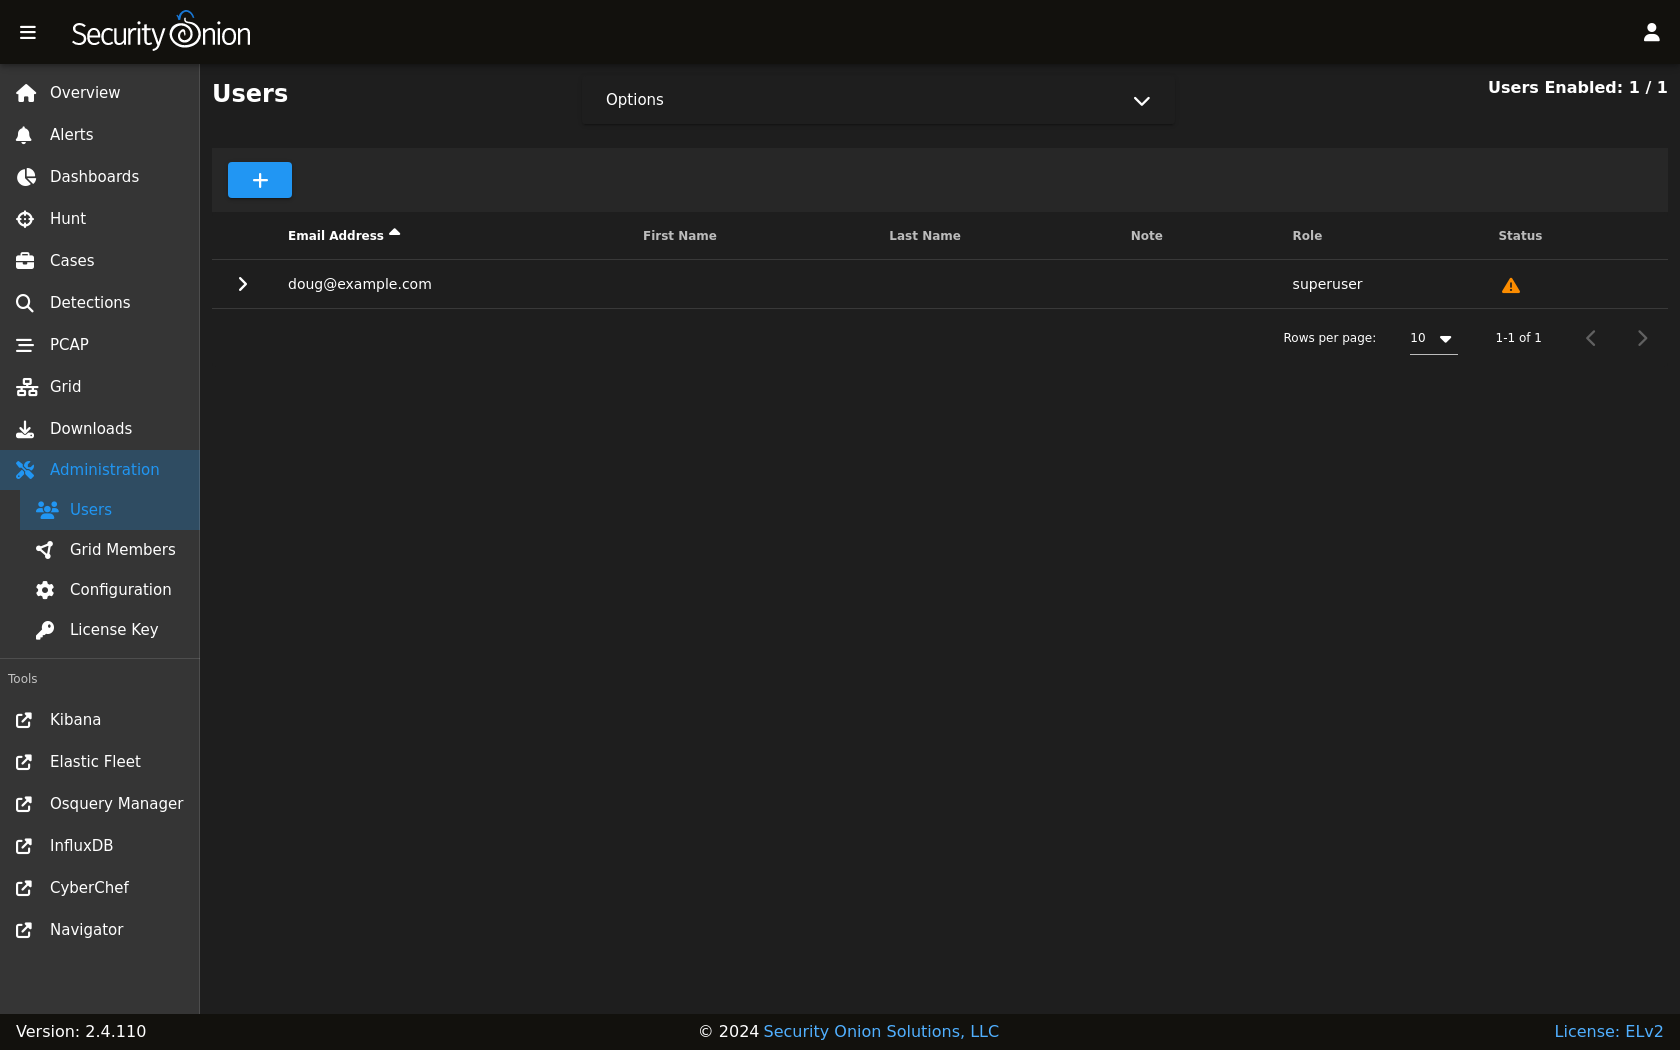 Security Onion
Overview
Alerts
Dashboards
Hunt
Cases
Detections
PCAP
Grid
Downloads
Administration
Users
Grid Members
Configuration
License Key
Tools
Kibana
Elastic Fleet
Osquery Manager
InfluxDB
CyberChef
Navigator
Users
Options
Users Enabled: 1 / 1
+
Email Address First Name Last Name Note Role Status
doug@example.com superuser
Rows per page: 10 1-1 of 1
Version: 2.4.110 © 2024 Security Onion Solutions, LLC License: ELv2